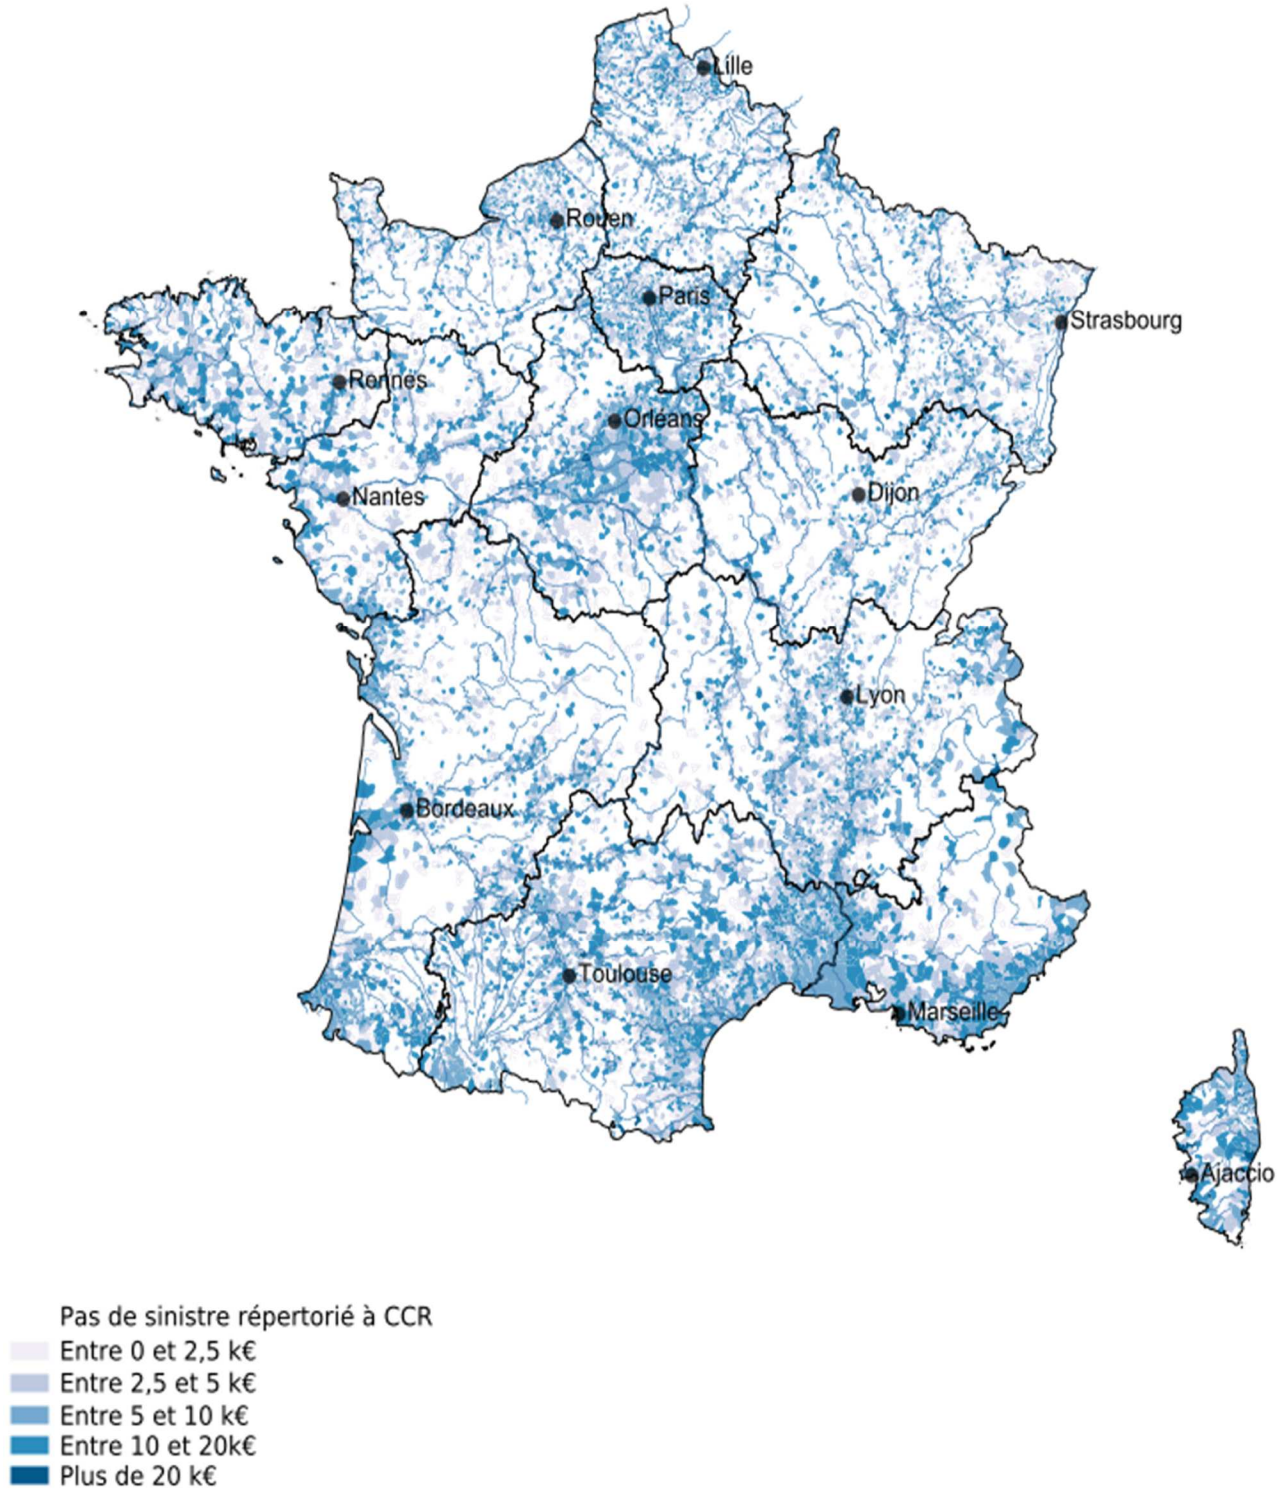 Lille
Rouen
Paris
Strasbourg
Rennes
Orléans
Nantes
Dijon
Lyon
Bordeaux
Toulouse
Marseille
Ajaccio
Pas de sinistre répertorié à CCR
Entre 0 et 2,5 k€
Entre 2,5 et 5 k€
Entre 5 et 10 k€
Entre 10 et 20k€
Plus de 20 k€